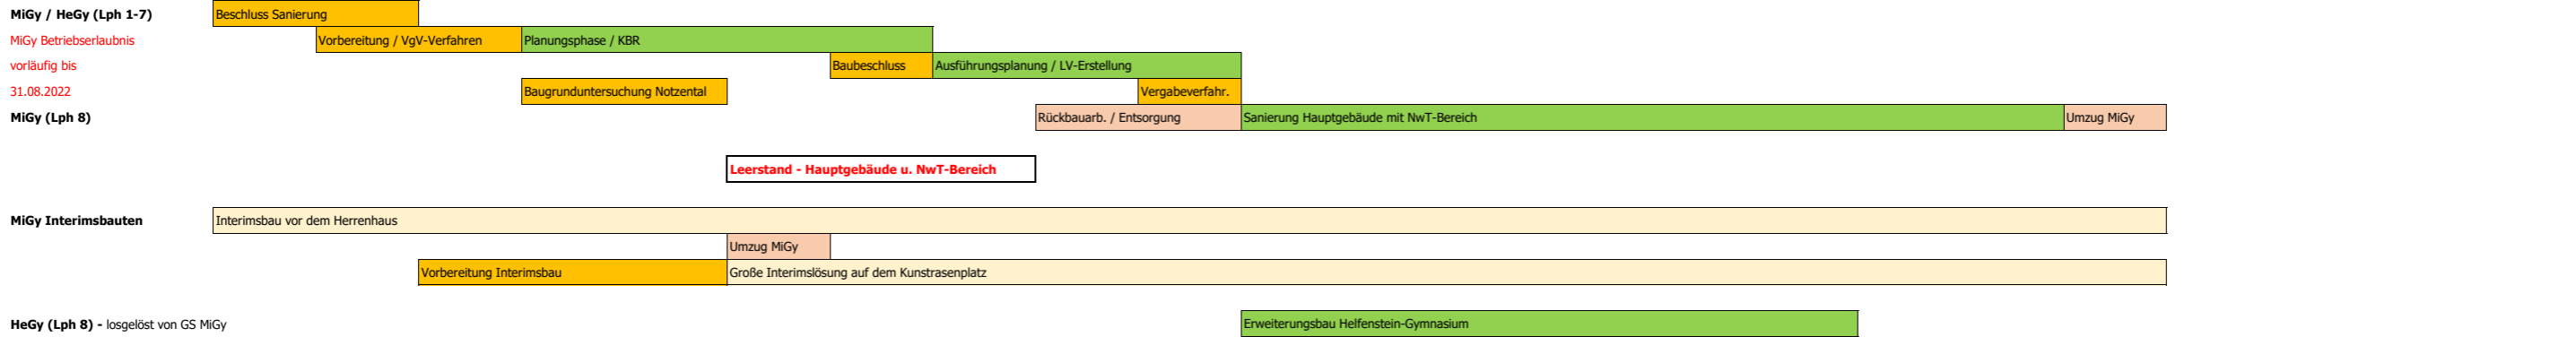 MiGy / HeGy (Lph 1-7) Beschluss Sanierung
MiGy Betriebserlaubnis Vorbereitung / VgV-Verfahren Planungsphase / KBR
vorläufig bis Baubeschluss Ausführungsplanung / LV-Erstellung
31.08.2022 Baugrunduntersuchung Notzental Vergabeverfahr.
MiGy (Lph 8) Rückbauarb. / Entsorgung Sanierung Hauptgebäude mit NwT-Bereich Umzug MiGy
Leerstand - Hauptgebäude u. NwT-Bereich
MiGy Interimsbauten Interimsbau vor dem Herrenhaus
Umzug MiGy
Vorbereitung Interimsbau Große Interimslösung auf dem Kunstrasenplatz
HeGy (Lph 8) - losgelöst von GS MiGy Erweiterungsbau Helfenstein-Gymnasium